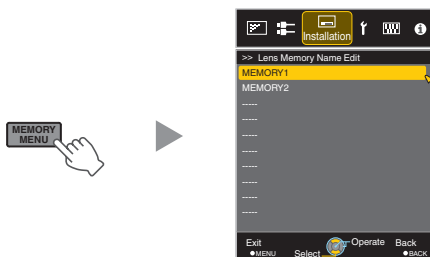 MEMORY
MENU
Installation
>> Lens Memory Name Edit
MEMORY1
MEMORY2
-----
-----
-----
-----
-----
-----
-----
-----
Exit
MENU
Select
Operate
Back
BACK